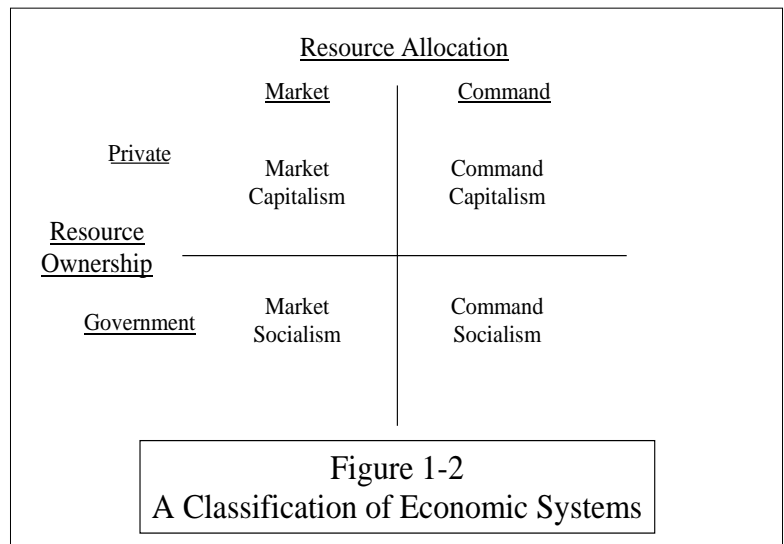 Resource Allocation
Market
Command
Private
Market
Capitalism
Command
Capitalism
Resource
Ownership
Government
Market
Socialism
Command
Socialism
Figure 1-2
A Classification of Economic Systems